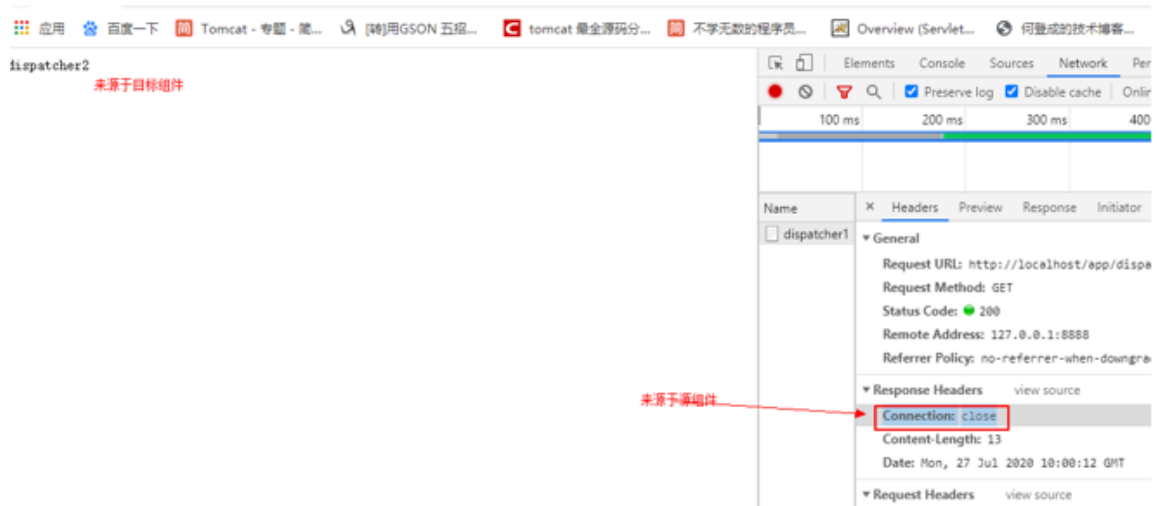 应用 百度一下 Tomcat - 专题 - 简... [转]用GSON 五招... tomcat 最全源码分... 不学无数的程序员... Overview (Servlet... 何登成的技术博客...
dispatcher2
来源于目标组件
Elements Console Sources Network Per
Preserve log Disable cache Onlin
100 ms 200 ms 300 ms 400
Name
× Headers Preview Response Initiator
dispatcher1
General
Request URL: http://localhost/app/dispa
Request Method: GET
Status Code: 200
Remote Address: 127.0.0.1:8888
Referrer Policy: no-referrer-when-downgra
Response Headers view source
来源于源组件
Connection: close
Content-Length: 13
Date: Mon, 27 Jul 2020 10:00:12 GMT
Request Headers view source